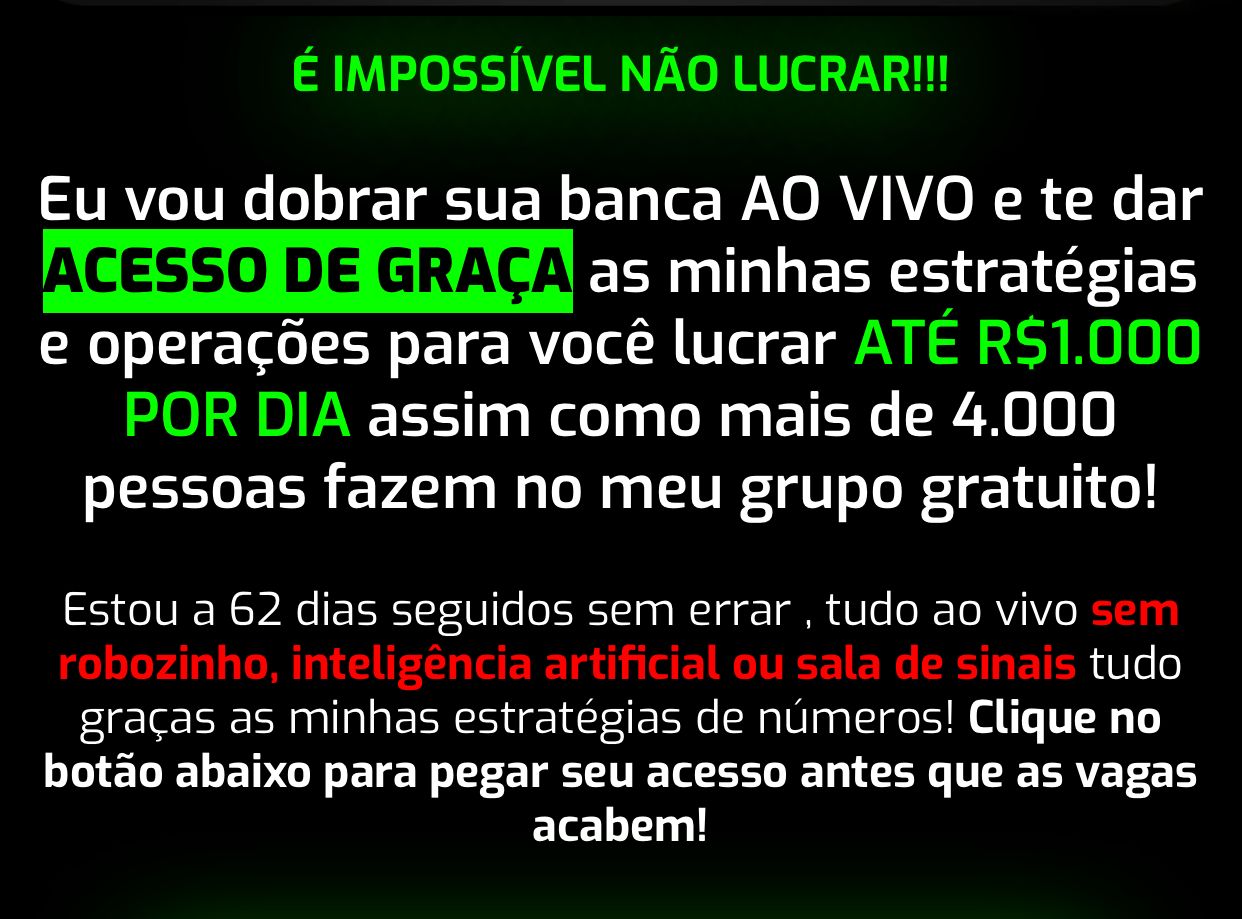 É IMPOSSÍVEL NÃO LUCRAR!!!
Eu vou dobrar sua banca AO VIVO e te dar
ACESSO DE GRAÇA as minhas estratégias
e operações para você lucrar ATÉ R$1.000
POR DIA assim como mais de 4.000
pessoas fazem no meu grupo gratuito!
Estou a 62 dias seguidos sem errar , tudo ao vivo sem
robozinho, inteligência artificial ou sala de sinais tudo
graças as minhas estratégias de números! Clique no
botão abaixo para pegar seu acesso antes que as vagas
acabem!